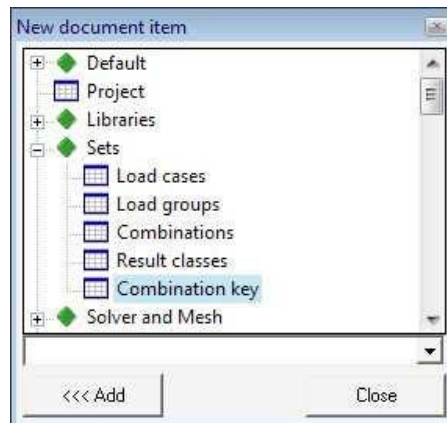 New document item
Default
Project
Libraries
Sets
Load cases
Load groups
Combinations
Result classes
Combination key
Solver and Mesh
<<< Add
Close